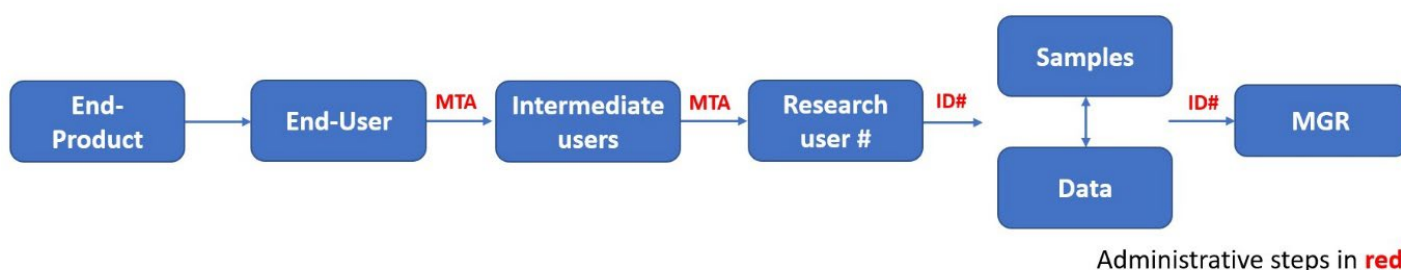 End-
Product
End-User
MTA
Intermediate
users
MTA
Research
user #
ID#
Samples
Data
ID#
MGR
Administrative steps in red